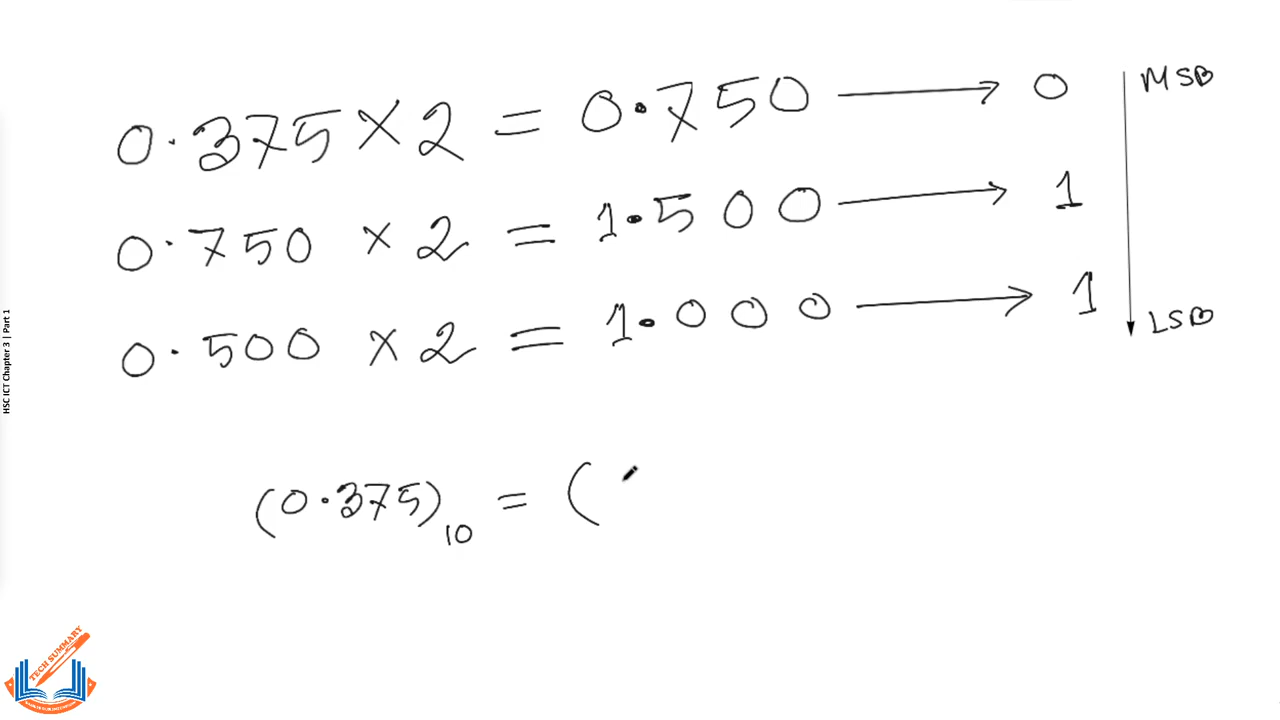 0.375 × 2 = 0.750 → 0 MSB
0.750 × 2 = 1.500 → 1
0.500 × 2 = 1.000 → 1 LSB
(0.375)10 = (
HSC ICT Chapter 3 | Part 1
TECH SUMMARY